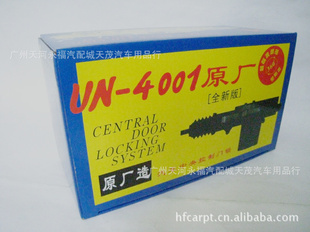 广州天河永福汽配城天茂汽车用品行
UN-4001原厂
[全新版]
CENTRAL
DOOR
LOCKING
SYSTEM
原厂造
hfcarpt.cn.alibaba.com